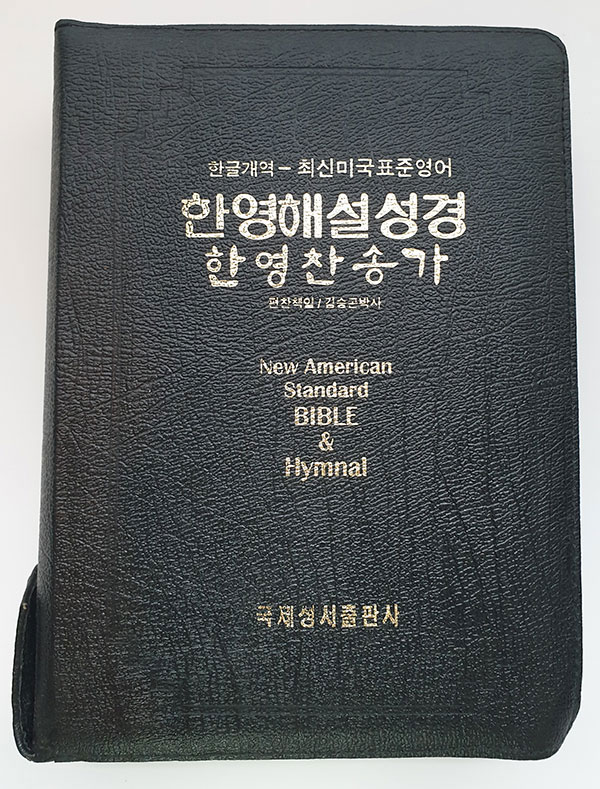 한글개역 - 최신미국표준영어
한영해설성경
한영찬송가
편찬책임 / 김승곤박사
New American
Standard
BIBLE
&
Hymnal
국제성서출판사